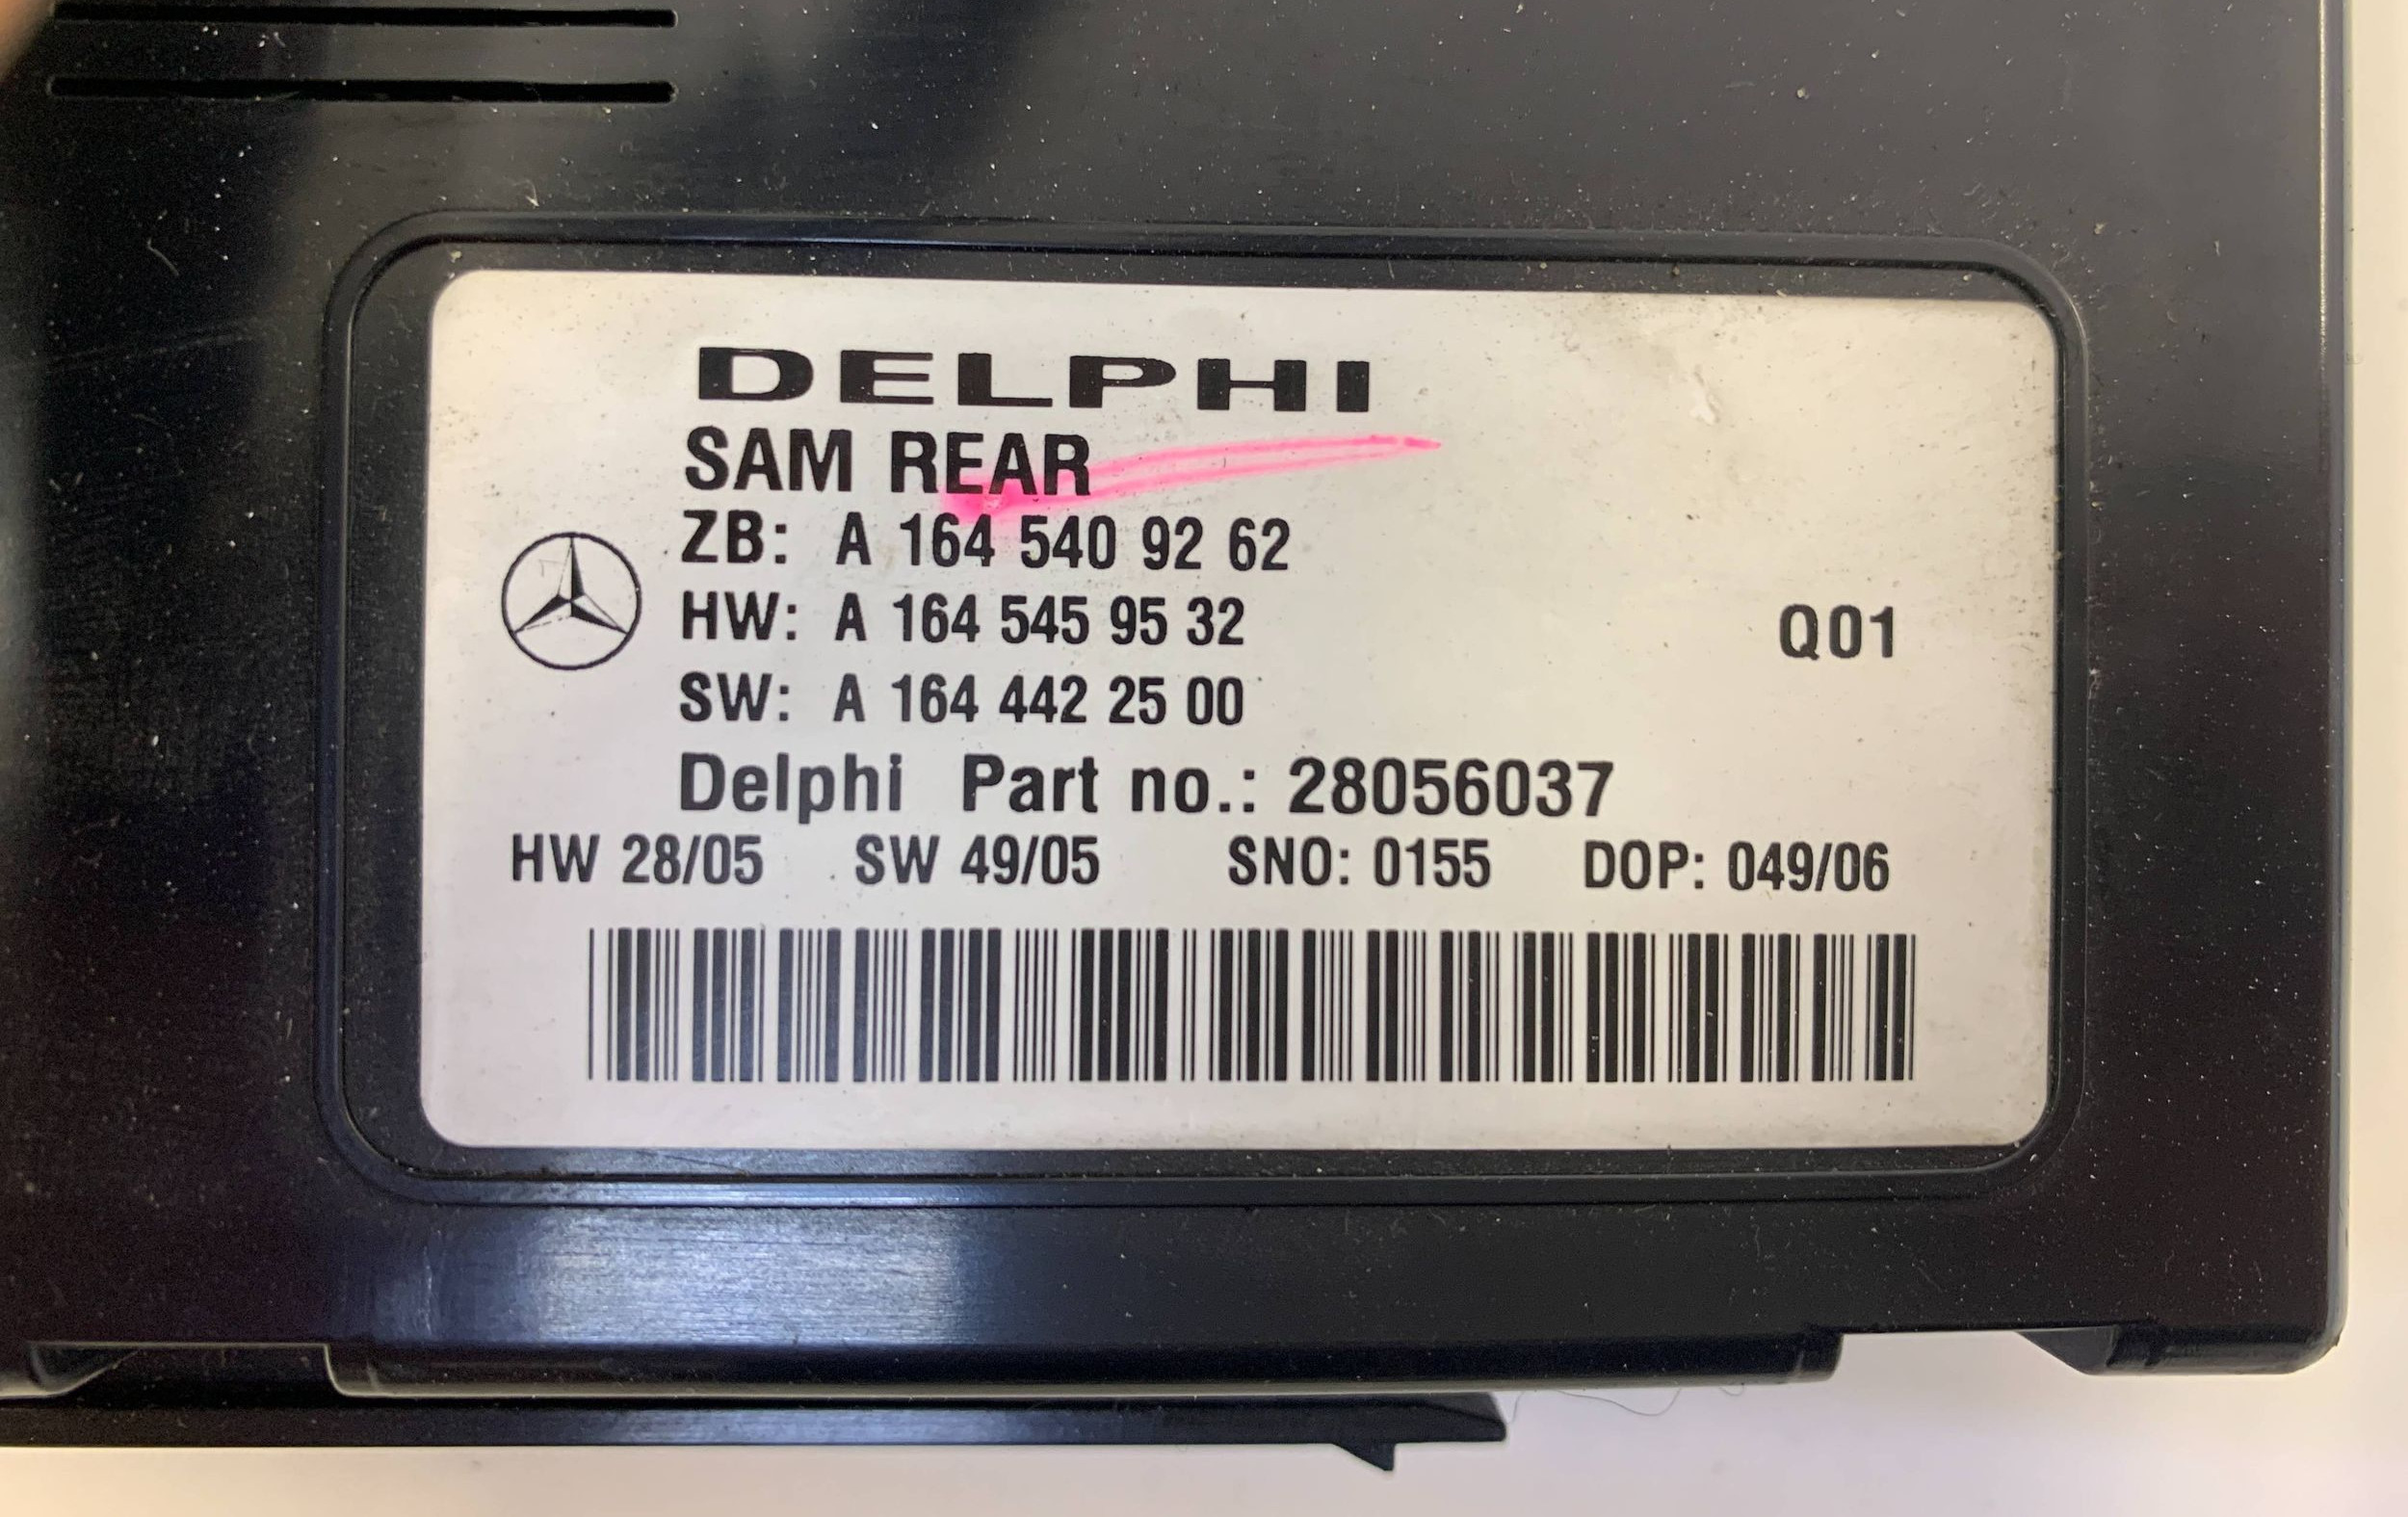 DELPHI
SAM REAR
ZB: A 164 540 92 62
HW: A 164 545 95 32
Q01
SW: A 164 442 25 00
Delphi Part no.: 28056037
HW 28/05 SW 49/05 SNO: 0155 DOP: 049/06